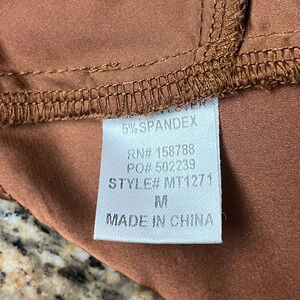 5% SPANDEX
RN# 158788
PO# 502239
STYLE# MT1271
M
MADE IN CHINA